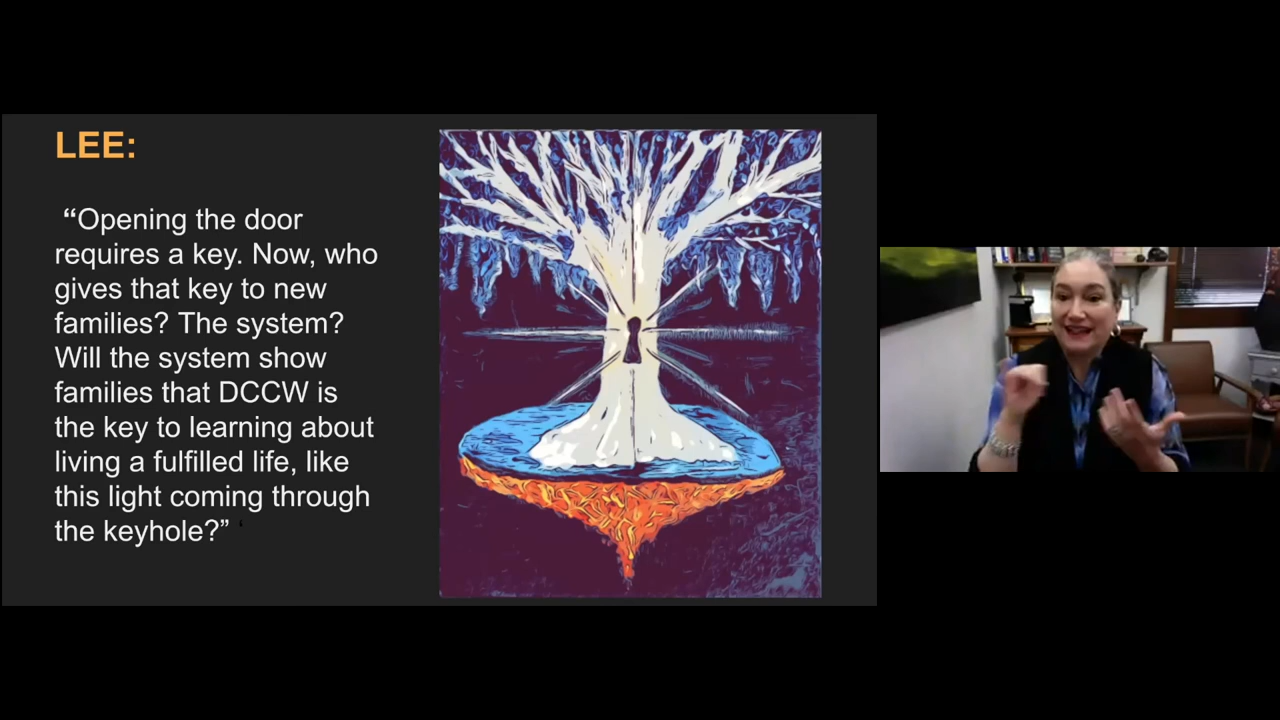 LEE:
“Opening the door
requires a key. Now, who
gives that key to new
families? The system?
Will the system show
families that DCCW is
the key to learning about
living a fulfilled life, like
this light coming through
the keyhole?”